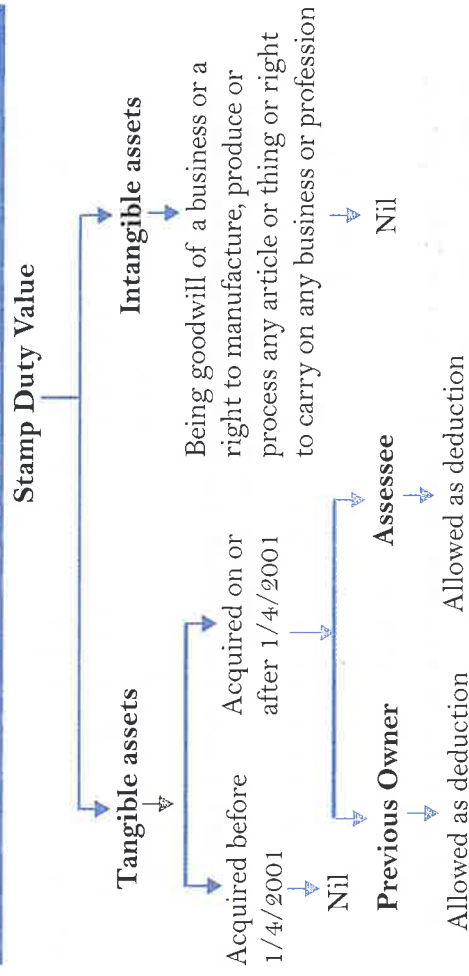 Stamp Duty Value
Tangible assets
Intangible assets
Acquired before
1/4/2001
Nil
Acquired on or
after 1/4/2001
Previous Owner
Allowed as deduction
Assessee
Allowed as deduction
Being goodwill of a business or a
right to manufacture, produce or
process any article or thing or right
to carry on any business or profession
Nil